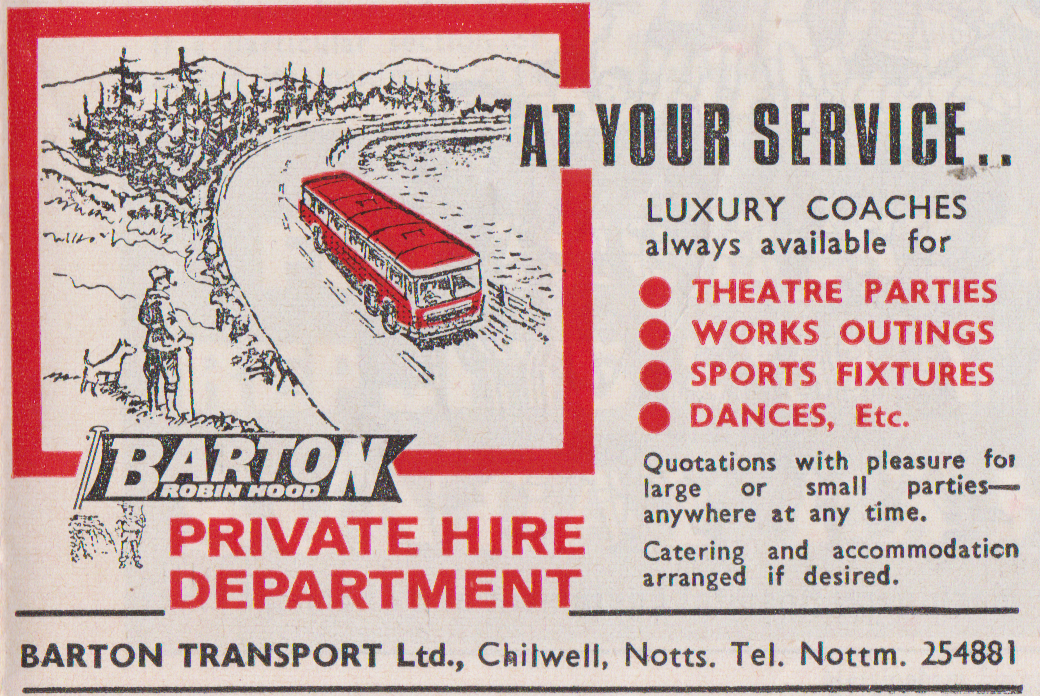 AT YOUR SERVICE..
LUXURY COACHES
always available for
● THEATRE PARTIES
● WORKS OUTINGS
● SPORTS FIXTURES
● DANCES, Etc.
Quotations with pleasure for
large or small parties—
anywhere at any time.
Catering and accommodation
arranged if desired.
BARTON
ROBIN HOOD
PRIVATE HIRE
DEPARTMENT
BARTON TRANSPORT Ltd., Chilwell, Notts. Tel. Nottm. 254881